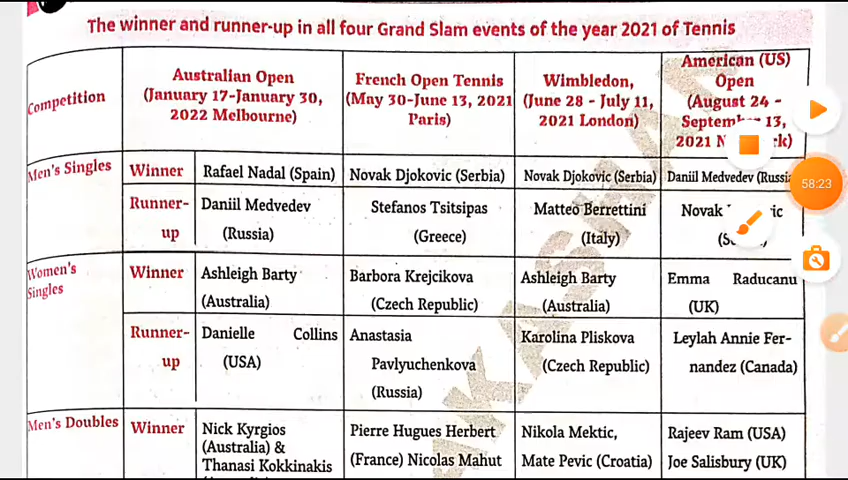 The winner and runner-up in all four Grand Slam events of the year 2021 of Tennis
Competition
Australian Open
(January 17-January 30,
2022 Melbourne)
French Open Tennis
(May 30-June 13, 2021
Paris)
Wimbledon,
(June 28 - July 11,
2021 London)
American (US)
Open
(August 24 -
13,
2021
Men's Singles
Winner
Rafael Nadal (Spain)
Novak Djokovic (Serbia)
Novak Djokovic (Serbia)
Daniil Medvedev
Runner-
up
Daniil Medvedev
(Russia)
Stefanos Tsitsipas
(Greece)
Matteo Berrettini
(Italy)
Novak
58:23
Women's
Singles
Winner
Ashleigh Barty
(Australia)
Barbora Krejcikova
(Czech Republic)
Ashleigh Barty
(Australia)
Emma Raducanu
(UK)
Runner-
up
Danielle Collins
(USA)
Anastasia
Pavlyuchenkova
(Russia)
Karolina Pliskova
(Czech Republic)
Leylah Annie Fer-
nandez (Canada)
Men's Doubles
Winner
Nick Kyrgios
(Australia) &
Thanasi Kokkinakis
Pierre Hugues Herbert
(France) Nicolas Mahut
Nikola Mektic,
Mate Pevic (Croatia)
Rajeev Ram (USA)
Joe Salisbury (UK)